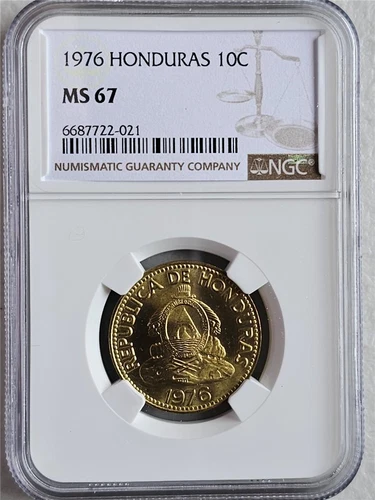 1976 HONDURAS 10C
MS 67
6687722-021
NUMISMATIC GUARANTY COMPANY
NGC
REPUBLICA DE HONDURAS
1976